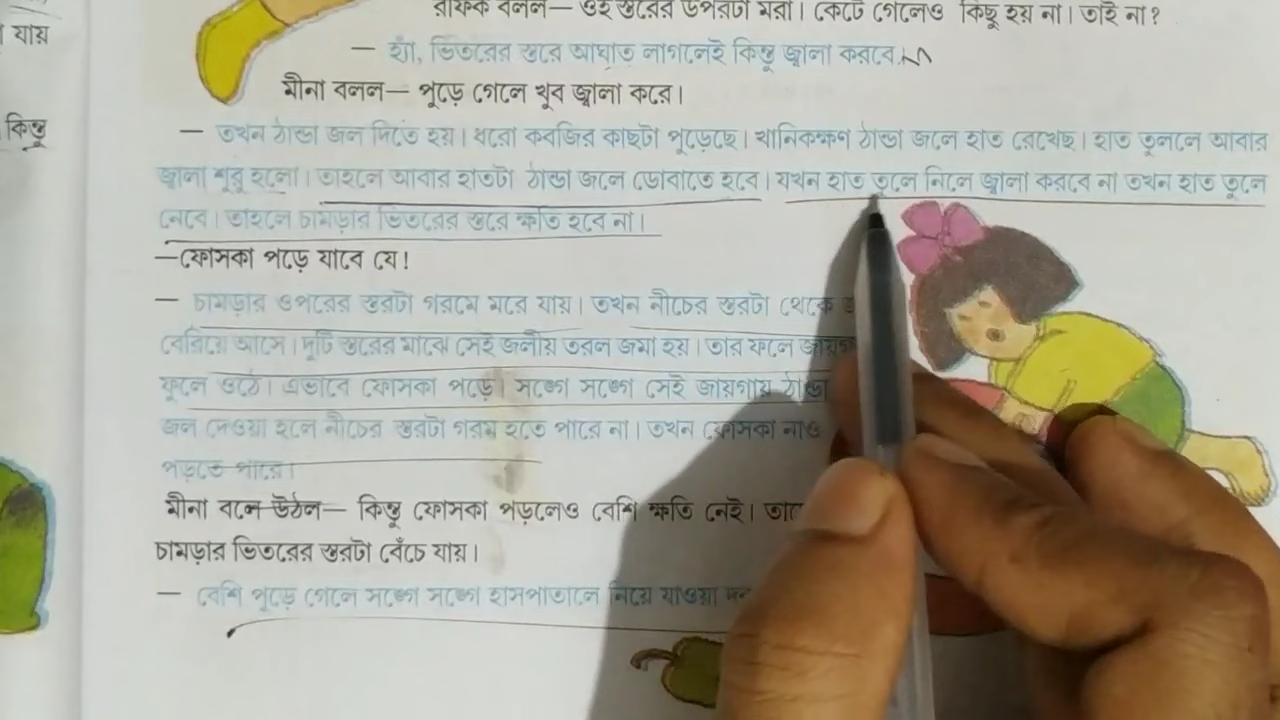 যায়
কিন্তু
রফিক বলল— ওই স্তরের উপরটা মরা। কেটে গেলেও কিছু হয় না। তাই না?
— হ্যাঁ, ভিতরের স্তরে আঘাত লাগলেই কিন্তু জ্বালা করবে।
মীনা বলল— পুড়ে গেলে খুব জ্বালা করে।
— তখন ঠান্ডা জল দিতে হয়। ধরো কবজির কাছটা পুড়েছে। খানিকক্ষণ ঠান্ডা জলে হাত রেখেছ। হাত তুললে আবার
জ্বালা শুরু হলো। তাহলে আবার হাতটা ঠান্ডা জলে ডোবাতে হবে। যখন হাত তুলে নিলে জ্বালা করবে না তখন হাত তুলে
নেবে। তাহলে চামড়ার ভিতরের স্তরে ক্ষতি হবে না।
—ফোসকা পড়ে যাবে যে!
— চামড়ার ওপরের স্তরটা গরমে মরে যায়। তখন নীচের স্তরটা থেকে
বেরিয়ে আসে। দুটি স্তরের মাঝে সেই জলীয় তরল জমা হয়। তার ফলে
ফুলে ওঠে। এভাবে ফোসকা পড়ে। সঙ্গে সঙ্গে সেই জায়গায় ঠান্ডা
জল দেওয়া হলে নীচের স্তরটা গরম হতে পারে না। তখন ফোসকা নাও
পড়তে পারে।
মীনা বলে উঠল— কিন্তু ফোসকা পড়লেও বেশি ক্ষতি নেই।
চামড়ার ভিতরের স্তরটা বেঁচে যায়।
— বেশি পুড়ে গেলে সঙ্গে সঙ্গে হাসপাতালে নিয়ে যাওয়া